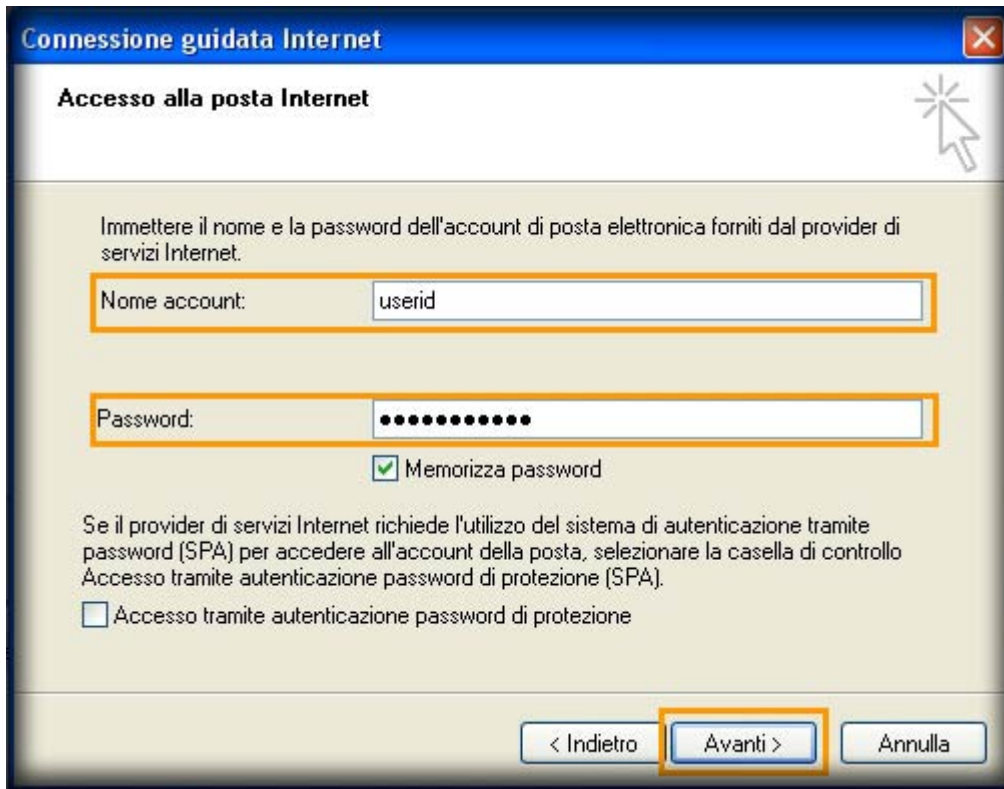 Connessione guidata Internet
Accesso alla posta Internet
Immettere il nome e la password dell'account di posta elettronica forniti dal provider di
servizi Internet.
Nome account: userid
Password: ●●●●●●●●●●●
Memorizza password
Se il provider di servizi Internet richiede l'utilizzo del sistema di autenticazione tramite
password (SPA) per accedere all'account della posta, selezionare la casella di controllo
Accesso tramite autenticazione password di protezione (SPA).
Accesso tramite autenticazione password di protezione
< Indietro Avanti > Annulla